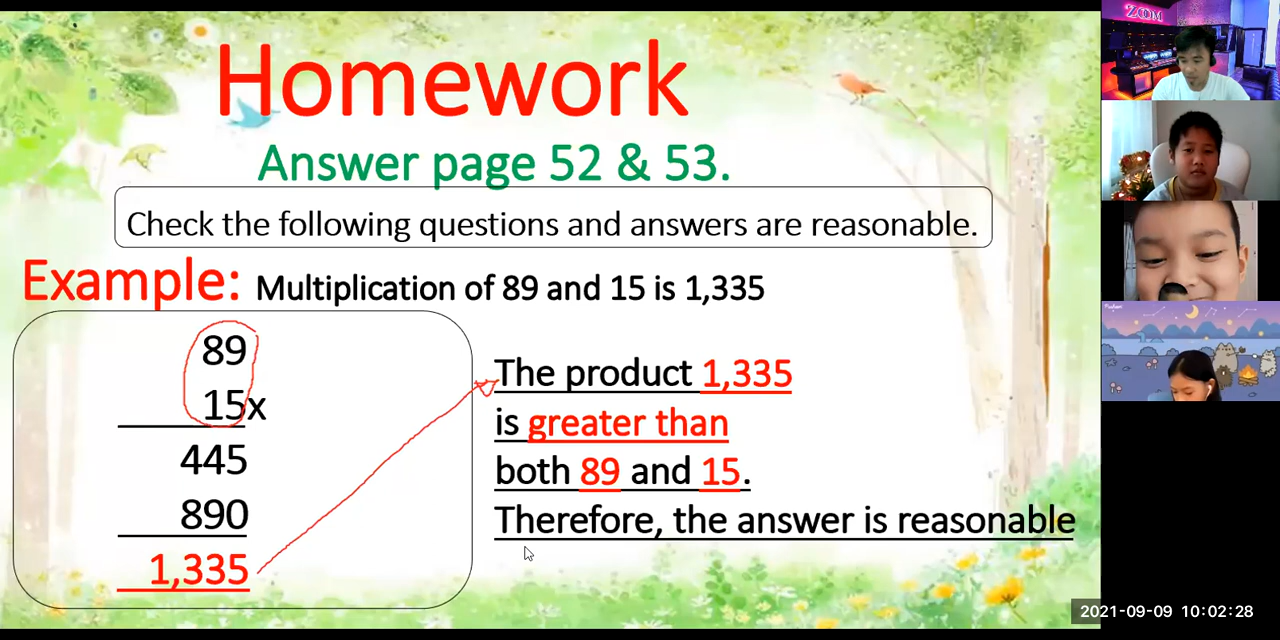 Homework
Answer page 52 & 53.
Check the following questions and answers are reasonable.
Example: Multiplication of 89 and 15 is 1,335
89
15x
445
890
1,335
The product 1,335
is greater than
both 89 and 15.
Therefore, the answer is reasonable
ZOOM
2021-09-09 10:02:28